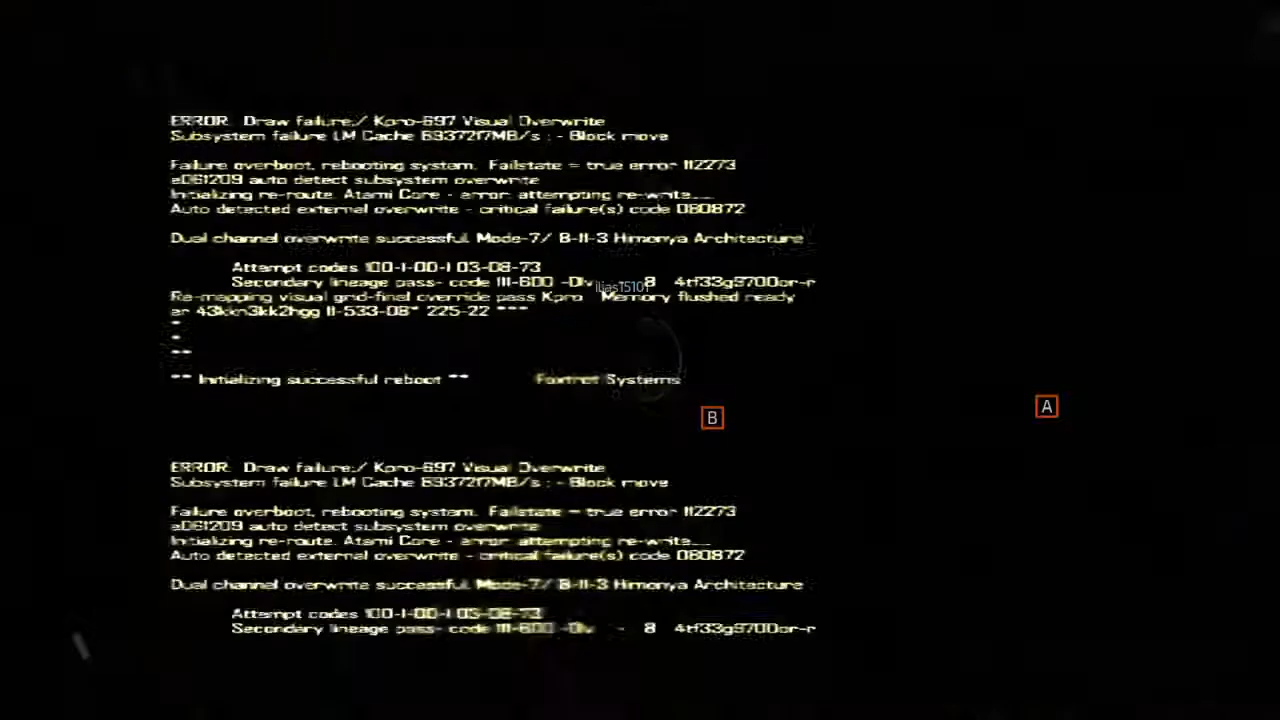 ERROR: Draw failure:/ Kpro-697 Visual Overwrite
Subsystem failure LM Cache 6937217MB/s : - Block move
Failure overboot, rebooting system. Failstate = true error 112273
a061209 auto detect subsystem overwrite
Initializing re-route. Atami Core - error: attempting re-write....
Auto detected external overwrite - critical failure(s) code 080872
Dual channel overwrite successful. Mode-7/ B-11-3 Himonya Architecture
Attempt codes 100-1-00-1 03-08-73
Secondary lineage pass- code 111-600 -Div 8 4tf33g9700or-r
ilias15101
Re-mapping visual grid-final override pass Kpro Memory flushed ready
er 43kkn3kk2hgg 11-533-08* 225-22 ***
*
*
**
** Initializing successful reboot ** Foxtrot Systems
B
A
ERROR: Draw failure:/ Kpro-697 Visual Overwrite
Subsystem failure LM Cache 6937217MB/s : - Block move
Failure overboot, rebooting system. Failstate = true error 112273
a061209 auto detect subsystem overwrite
Initializing re-route. Atami Core - error: attempting re-write....
Auto detected external overwrite - critical failure(s) code 080872
Dual channel overwrite successful. Mode-7/ B-11-3 Himonya Architecture
Attempt codes 100-1-00-1 03-08-73
Secondary lineage pass- code 111-600 -Div - 8 4tf33g9700or-r